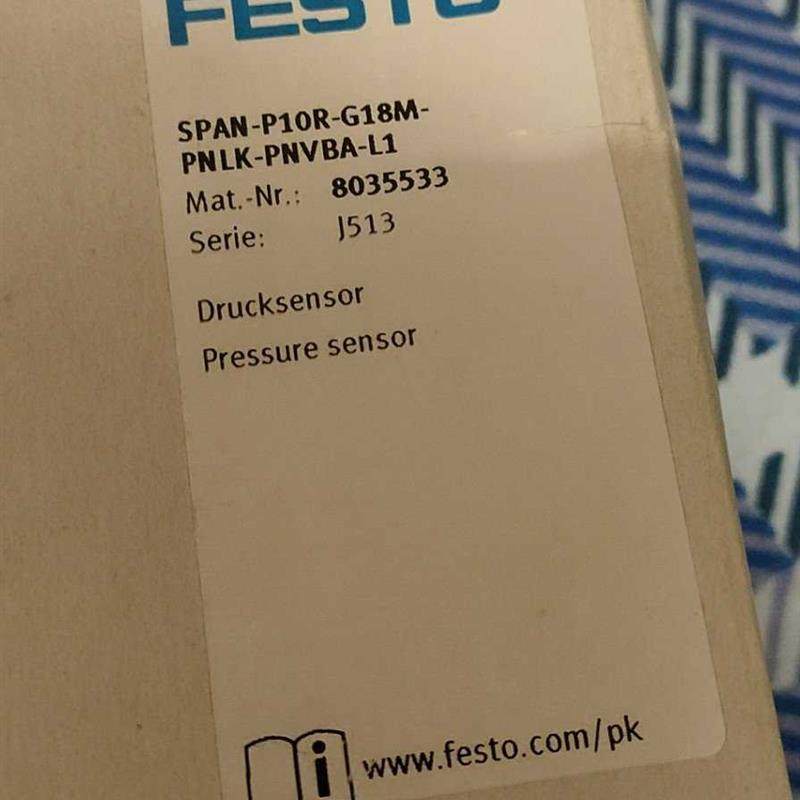 FESTO
SPAN-P10R-G18M-
PNLK-PNVBA-L1
Mat.-Nr.: 8035533
Serie: J513
Drucksensor
Pressure sensor
i www.festo.com/pk